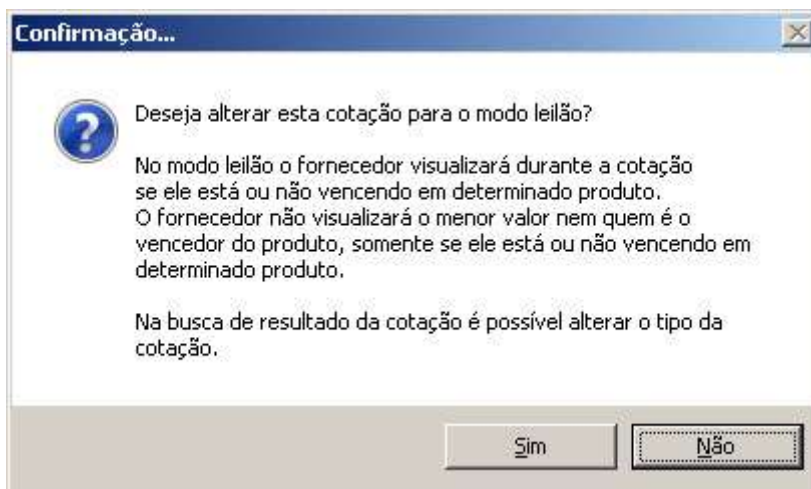 Confirmação...
Deseja alterar esta cotação para o modo leilão?
No modo leilão o fornecedor visualizará durante a cotação
se ele está ou não vencendo em determinado produto.
O fornecedor não visualizará o menor valor nem quem é o
vencedor do produto, somente se ele está ou não vencendo em
determinado produto.
Na busca de resultado da cotação é possível alterar o tipo da
cotação.
Sim
Não